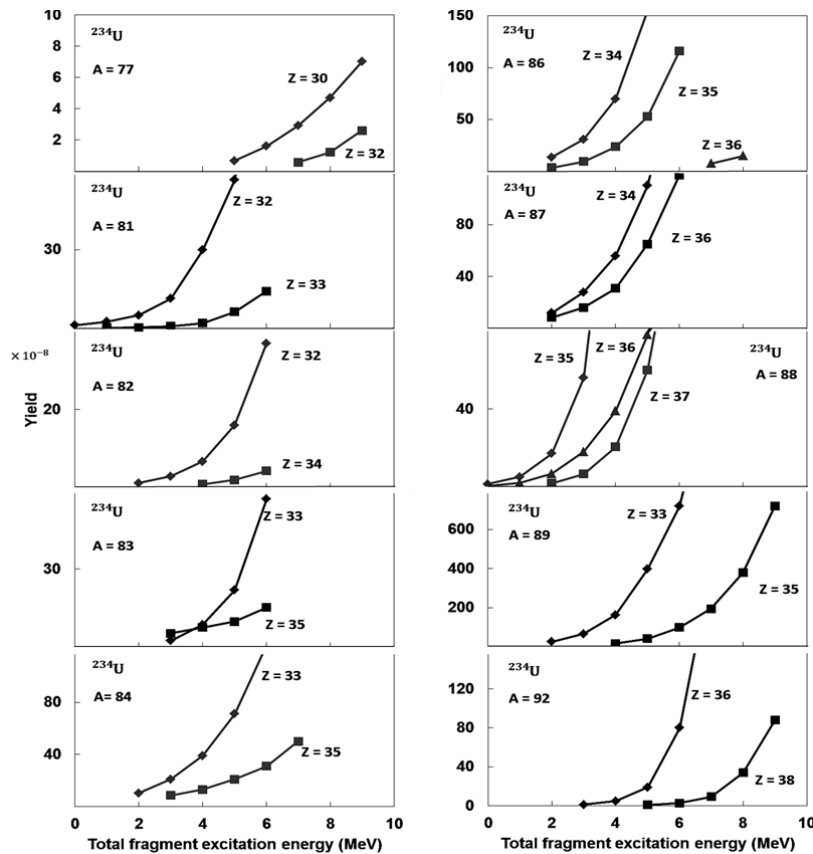 10
8
6
4
2
²³⁴U
A = 77
Z = 30
Z = 32
30
²³⁴U
A = 81
Z = 32
Z = 33
× 10⁻⁸
Yield
20
²³⁴U
A = 82
Z = 32
Z = 34
30
²³⁴U
A = 83
Z = 33
Z = 35
80
40
²³⁴U
A= 84
Z = 33
Z = 35
0 2 4 6 8 10
Total fragment excitation energy (MeV)
150
100
50
²³⁴U
A = 86
Z = 34
Z = 35
Z = 36
80
40
²³⁴U
A = 87
Z = 34
Z = 36
40
²³⁴U
A = 88
Z = 35
Z = 36
Z = 37
600
400
200
²³⁴U
A = 89
Z = 33
Z = 35
120
80
40
0
²³⁴U
A = 92
Z = 36
Z = 38
0 2 4 6 8 10
Total fragment excitation energy (MeV)